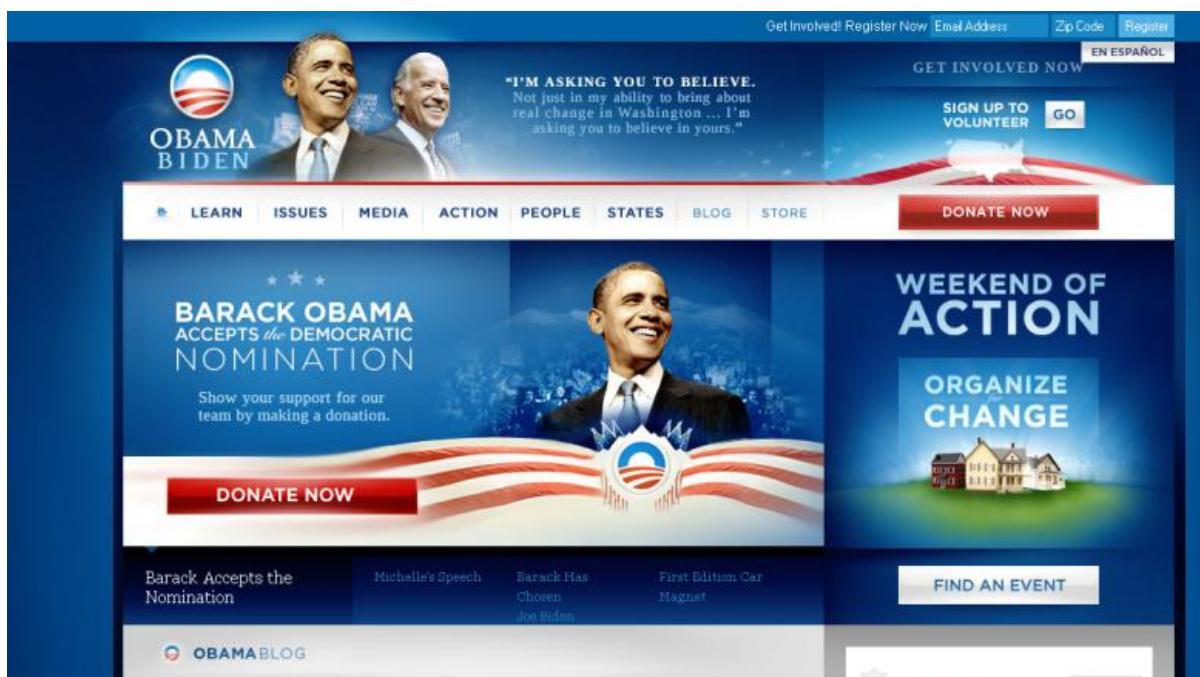 Get Involved! Register Now Email Address Zip Code Register
EN ESPAÑOL
OBAMA
BIDEN
“I'M ASKING YOU TO BELIEVE.
Not just in my ability to bring about
real change in Washington ... I'm
asking you to believe in yours.”
GET INVOLVED NOW
SIGN UP TO
VOLUNTEER
GO
LEARN ISSUES MEDIA ACTION PEOPLE STATES BLOG STORE
DONATE NOW
BARACK OBAMA
ACCEPTS the DEMOCRATIC
NOMINATION
Show your support for our
team by making a donation.
DONATE NOW
WEEKEND OF
ACTION
ORGANIZE
for
CHANGE
Barack Accepts the
Nomination
Michelle's Speech
Barack Has
Chosen
Joe Biden
First Edition Car
Magnet
FIND AN EVENT
OBAMABLOG